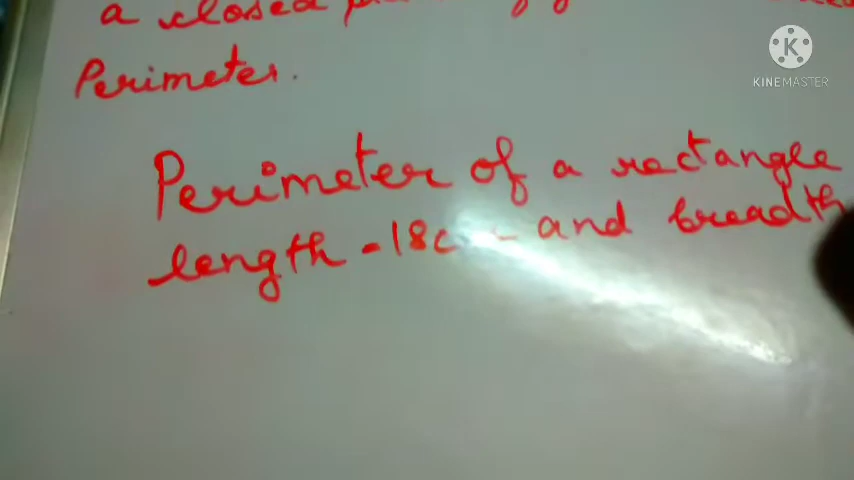 a closed
Perimeter.
Perimeter of a rectangle
length - 18c - and breadth
KINEMASTER